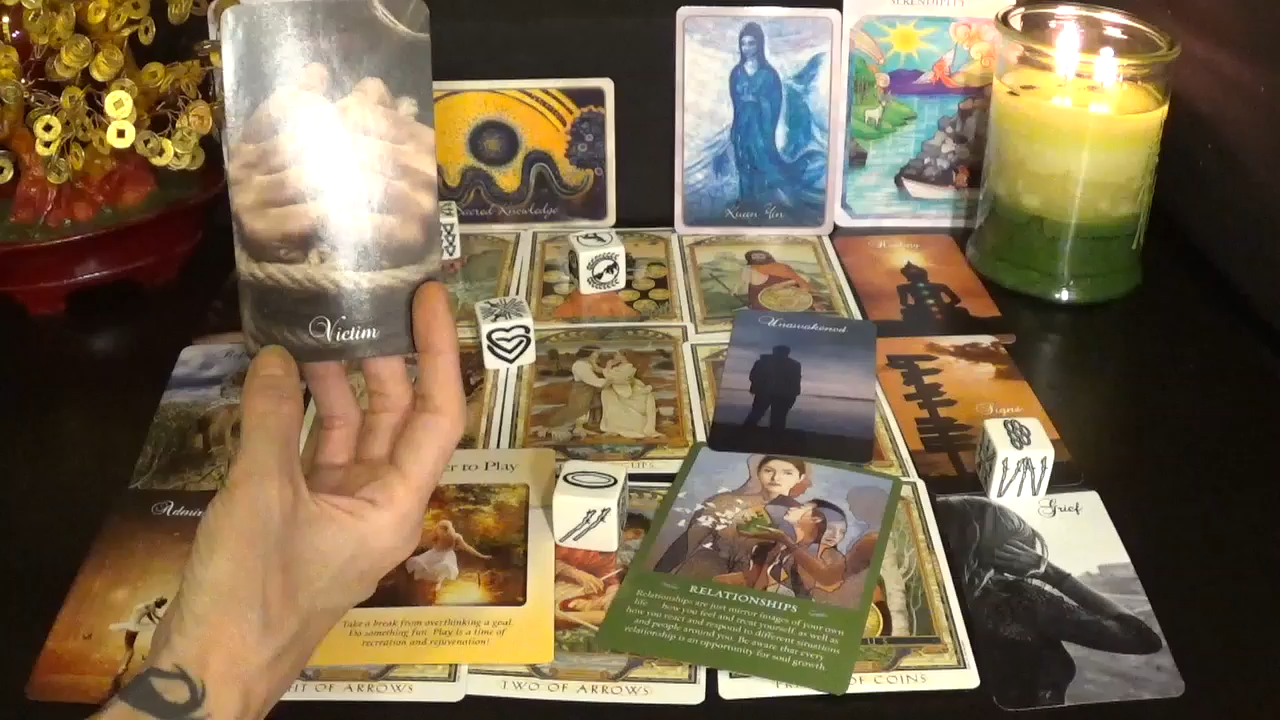 SERENDIPITY
Victim
Sacred Knowledge
Kuan Yin
Healing
Unawakened
Signs
to Play
Take a break from overthinking a goal.
Do something fun. Play is a time of
recreation and rejuvenation!
RELATIONSHIPS
Relationships are just mirror images of your own
life — how you feel and treat yourself, as well as
how you react and respond to different situations
and people around you. Be aware that every
relationship is an opportunity for soul growth.
Grief
OF ARROWS
TWO OF ARROWS
OF COINS